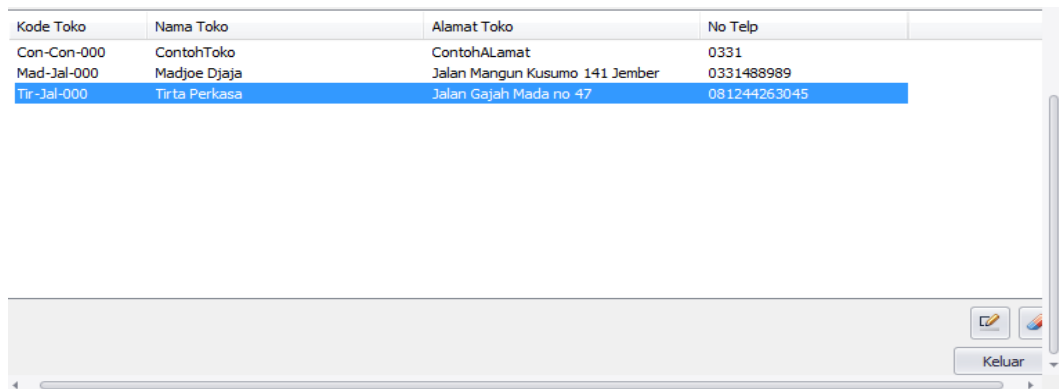 Kode Toko Nama Toko Alamat Toko No Telp
Con-Con-000 ContohToko ContohALamat 0331
Mad-Jal-000 Madjoe Djaja Jalan Mangun Kusumo 141 Jember 0331488989
Tir-Jal-000 Tirta Perkasa Jalan Gajah Mada no 47 081244263045
Keluar